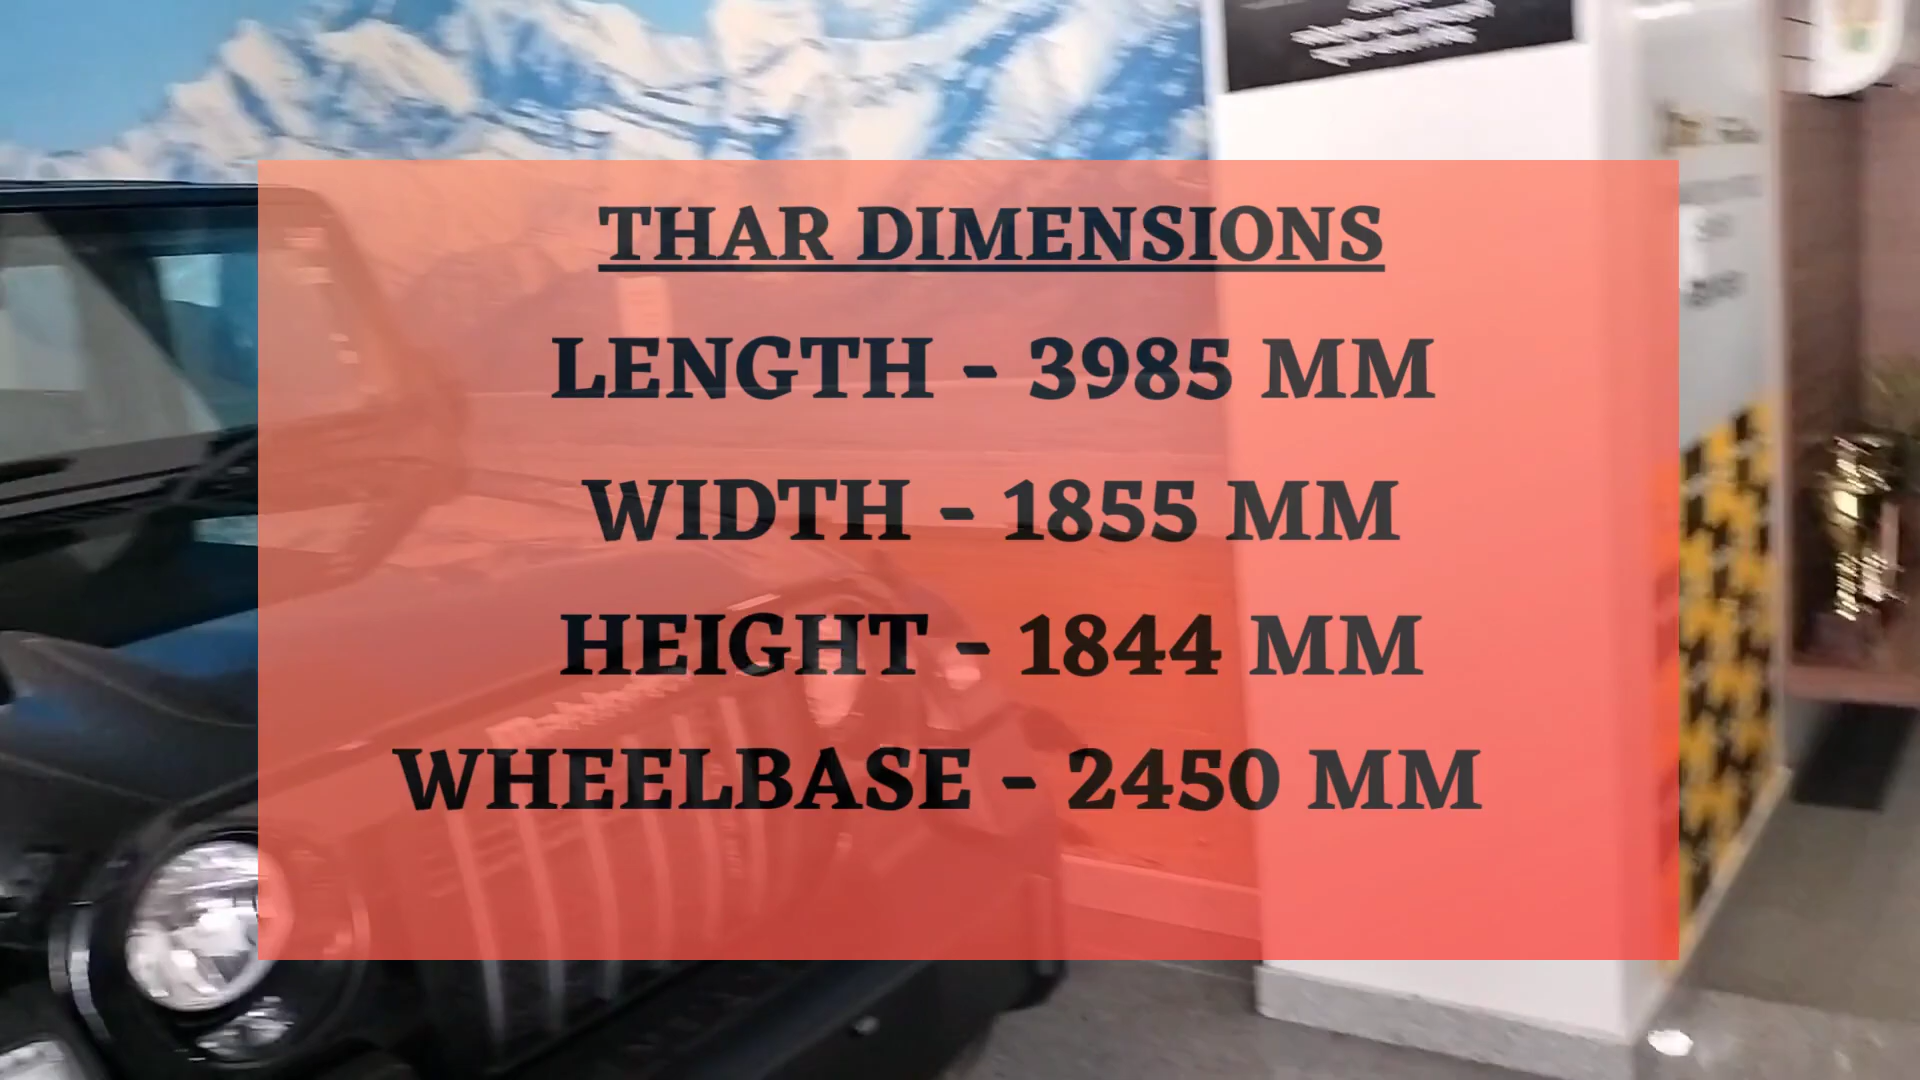 THAR DIMENSIONS
LENGTH - 3985 MM
WIDTH - 1855 MM
HEIGHT - 1844 MM
WHEELBASE - 2450 MM